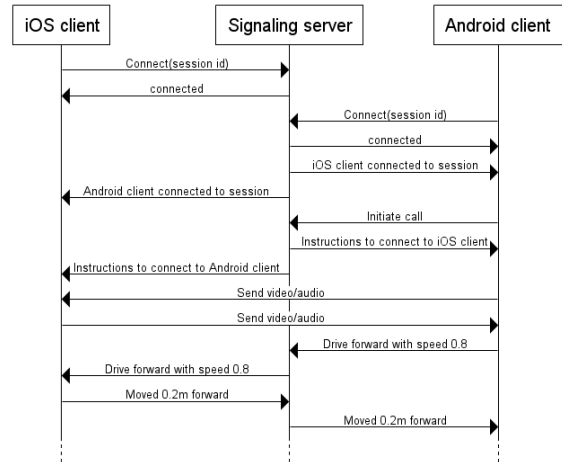 iOS client
Signaling server
Android client
Connect(session id)
connected
Connect(session id)
connected
iOS client connected to session
Android client connected to session
Initiate call
Instructions to connect to iOS client
Instructions to connect to Android client
Send video/audio
Send video/audio
Drive forward with speed 0.8
Drive forward with speed 0.8
Moved 0.2m forward
Moved 0.2m forward